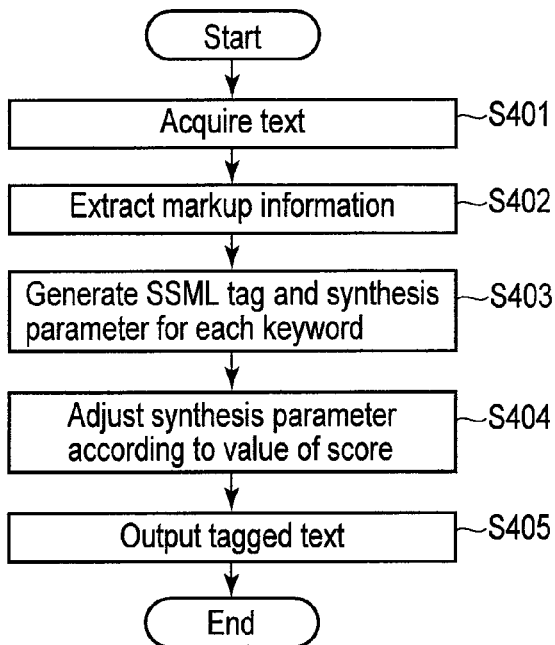 Start
Acquire text
S401
Extract markup information
S402
Generate SSML tag and synthesis
parameter for each keyword
S403
Adjust synthesis parameter
according to value of score
S404
Output tagged text
S405
End